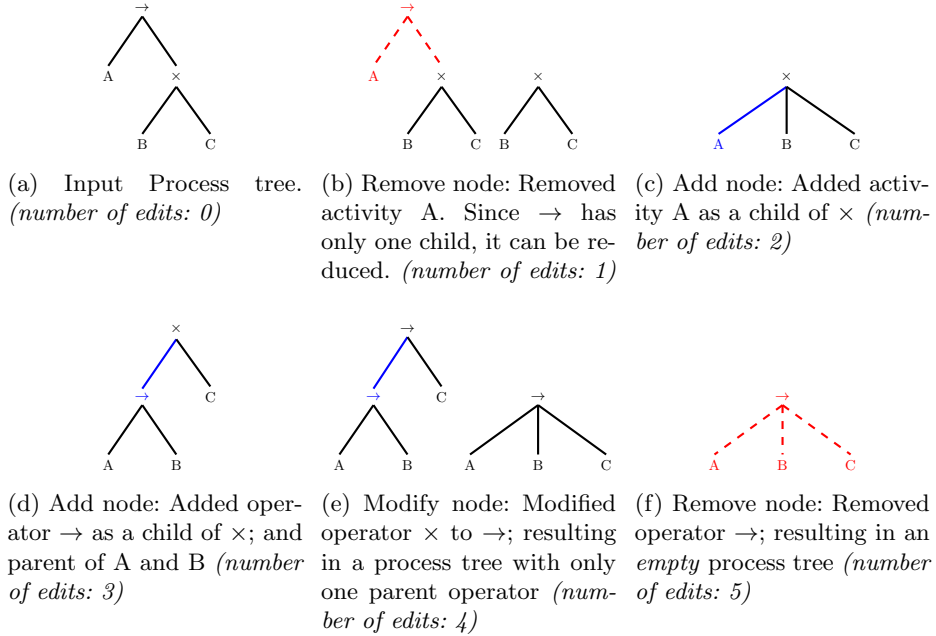 →
A
×
B
C
(a) Input Process tree.
(number of edits: 0)
→
A
×
B
C
×
B
C
(b) Remove node: Removed
activity A. Since → has
only one child, it can be re-
duced. (number of edits: 1)
×
A
B
C
(c) Add node: Added activ-
ity A as a child of × (num-
ber of edits: 2)
×
→
C
A
B
(d) Add node: Added oper-
ator → as a child of ×; and
parent of A and B (number
of edits: 3)
→
→
C
A
B
→
A
B
C
(e) Modify node: Modified
operator × to →; resulting
in a process tree with only
one parent operator (num-
ber of edits: 4)
→
A
B
C
(f) Remove node: Removed
operator →; resulting in an
empty process tree (number
of edits: 5)